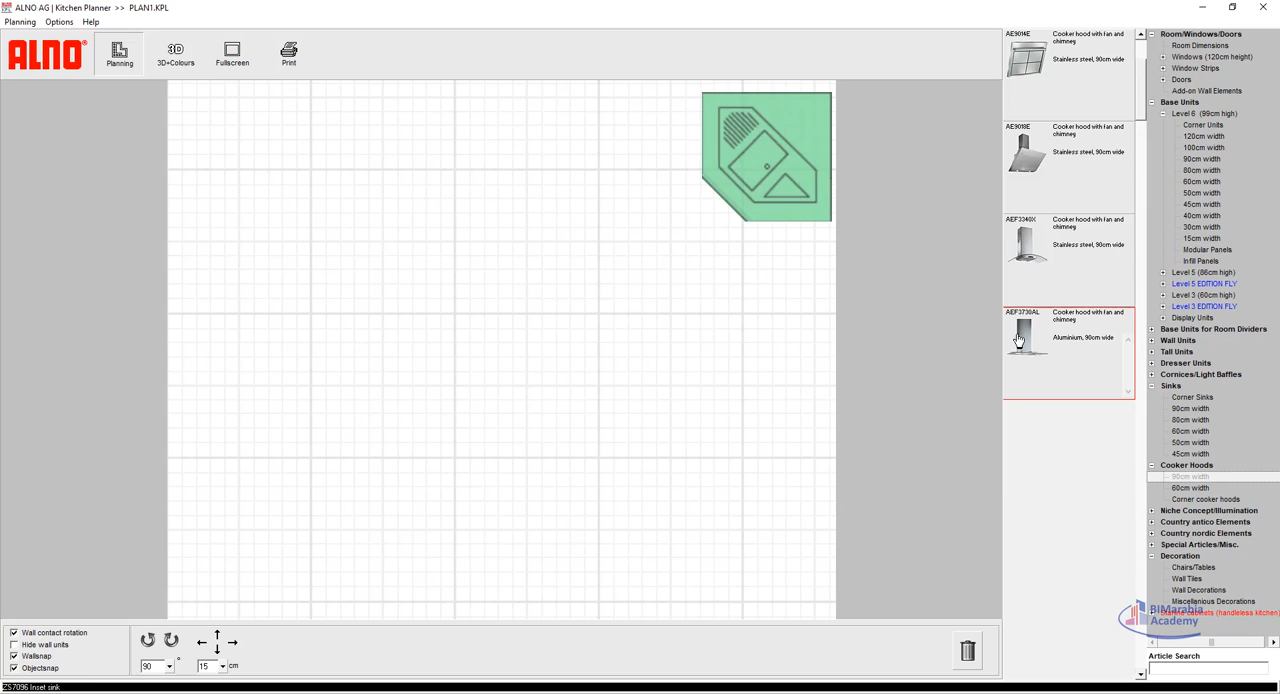 ALNO AG | Kitchen Planner >> PLAN1.KPL
Planning Options Help
ALNO®
Planning
3D
3D+Colours
Fullscreen
Print
AE9014E
Cooker hood with fan and chimney
Stainless steel, 90cm wide
AE9018E
Cooker hood with fan and chimney
Stainless steel, 90cm wide
AEF3340X
Cooker hood with fan and chimney
Stainless steel, 90cm wide
AEF3730AL
Cooker hood with fan and chimney
Aluminium, 90cm wide
Room/Windows/Doors
Room Dimensions
Windows (120cm height)
Window Strips
Doors
Add-on Wall Elements
Base Units
Level 6 (99cm high)
Corner Units
120cm width
100cm width
90cm width
80cm width
60cm width
50cm width
45cm width
40cm width
30cm width
15cm width
Modular Panels
Infill Panels
Level 5 (86cm high)
Level 5 EDITION FLY
Level 3 (60cm high)
Level 3 EDITION FLY
Display Units
Base Units for Room Dividers
Wall Units
Tall Units
Dresser Units
Cornices/Light Baffles
Sinks
Corner Sinks
90cm width
80cm width
60cm width
50cm width
45cm width
Cooker Hoods
90cm width
60cm width
Corner cooker hoods
Niche Concept/Illumination
Country antico Elements
Country nordic Elements
Special Articles/Misc.
Decoration
Chairs/Tables
Wall Tiles
Wall Decorations
Miscellaneous Decorations
cabinets (handleless kitchen)
BIMarabia
Academy
Article Search
Wall contact rotation
Hide wall units
Wallsnap
Objectsnap
90 °
15 cm
ZS7096 Inset sink